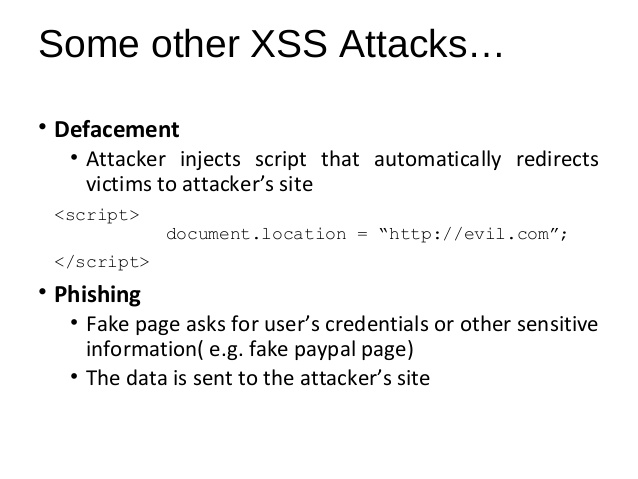 Some other XSS Attacks…
• Defacement
• Attacker injects script that automatically redirects
victims to attacker’s site
<script>
document.location = “http://evil.com”;
</script>
• Phishing
• Fake page asks for user’s credentials or other sensitive
information( e.g. fake paypal page)
• The data is sent to the attacker’s site